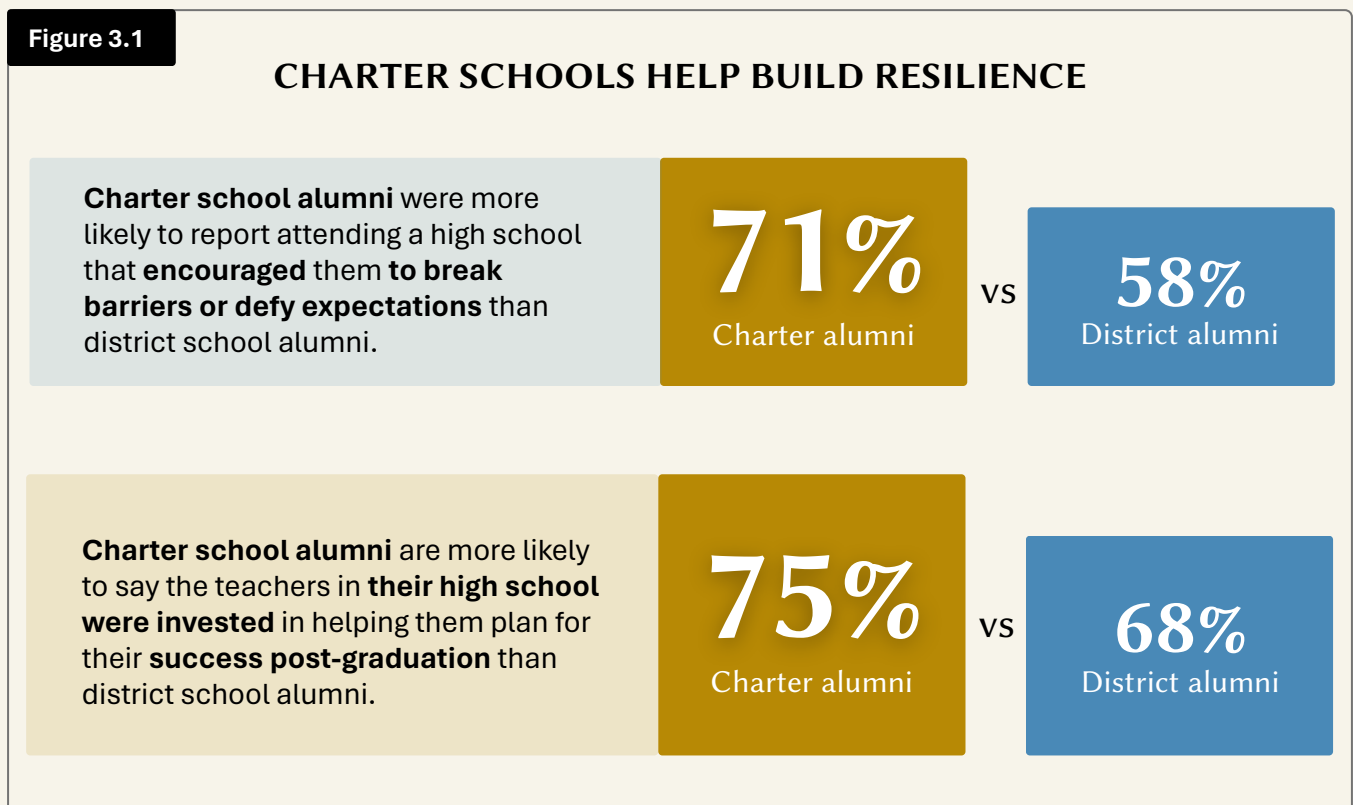 Figure 3.1
CHARTER SCHOOLS HELP BUILD RESILIENCE
Charter school alumni were more
likely to report attending a high school
that encouraged them to break
barriers or defy expectations than
district school alumni.
71%
Charter alumni
vs
58%
District alumni
Charter school alumni are more likely
to say the teachers in their high school
were invested in helping them plan for
their success post-graduation than
district school alumni.
75%
Charter alumni
vs
68%
District alumni